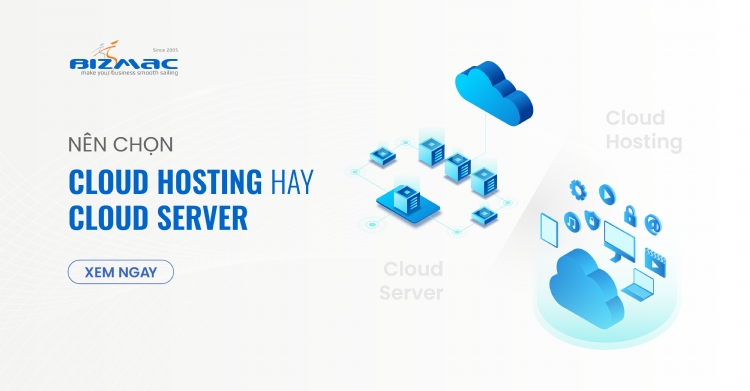 Since 2005
BIZMAC
make your business smooth sailing
NÊN CHỌN
CLOUD HOSTING HAY
CLOUD SERVER
XEM NGAY
Cloud
Hosting
Cloud
Server